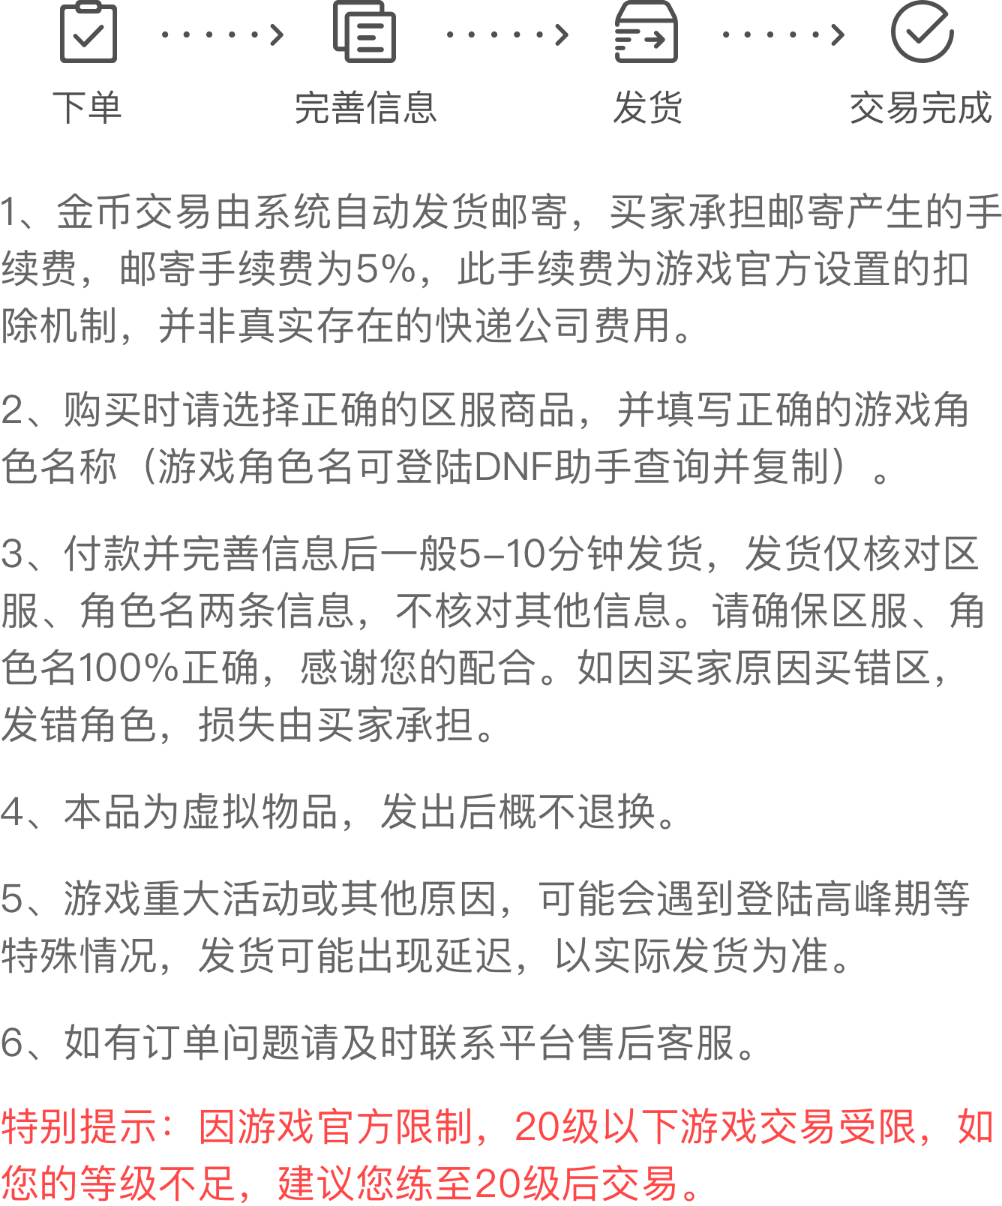 下单 完善信息 发货 交易完成
1、金币交易由系统自动发货邮寄，买家承担邮寄产生的手
续费，邮寄手续费为5%，此手续费为游戏官方设置的扣
除机制，并非真实存在的快递公司费用。
2、购买时请选择正确的区服商品，并填写正确的游戏角
色名称（游戏角色名可登陆DNF助手查询并复制）。
3、付款并完善信息后一般5–10分钟发货，发货仅核对区
服、角色名两条信息，不核对其他信息。请确保区服、角
色名100%正确，感谢您的配合。如因买家原因买错区，
发错角色，损失由买家承担。
4、本品为虚拟物品，发出后概不退换。
5、游戏重大活动或其他原因，可能会遇到登陆高峰期等
特殊情况，发货可能出现延迟，以实际发货为准。
6、如有订单问题请及时联系平台售后客服。
特别提示：因游戏官方限制，20级以下游戏交易受限，如
您的等级不足，建议您练至20级后交易。